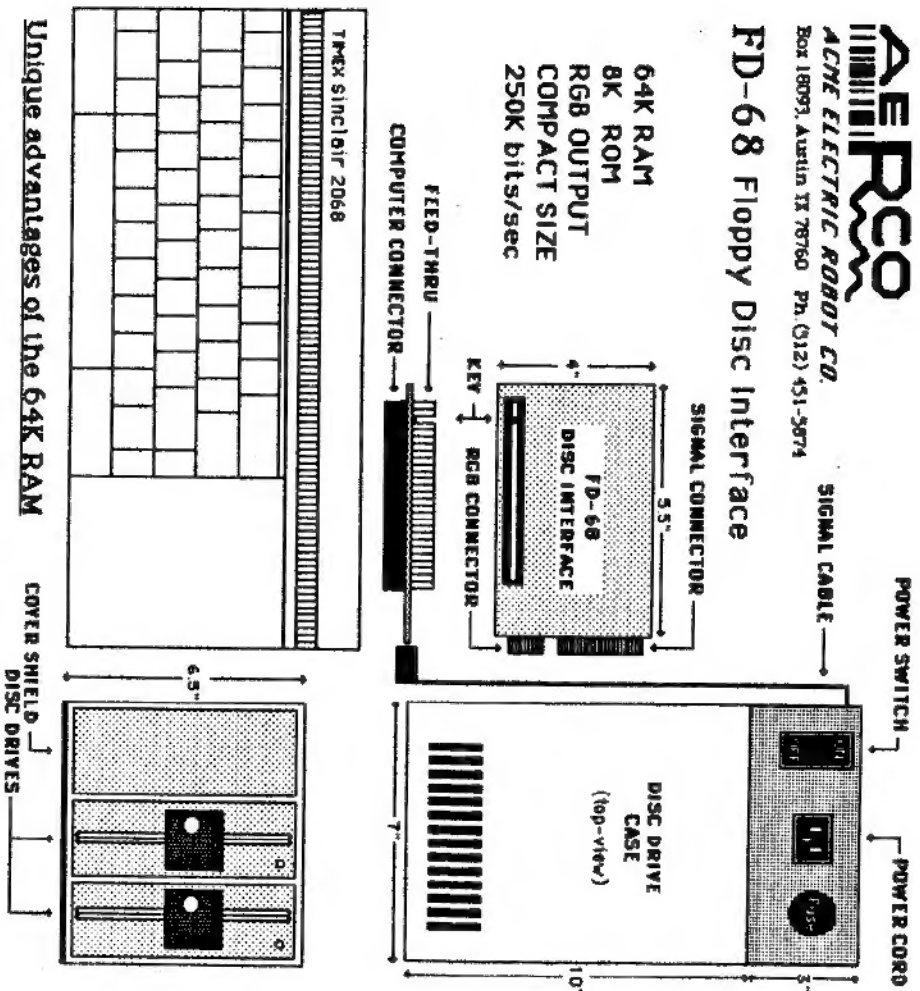 AERCO
ACME ELECTRIC ROBOT CO.
Box 18093, Austin TX 78760 Ph. (512) 451-5874
FD-68 Floppy Disc Interface
64K RAM
8K ROM
RGB OUTPUT
COMPACT SIZE
250K bits/sec
SIGNAL CABLE
POWER SWITCH
POWER CORD
SIGNAL CONNECTOR
5.5"
4"
FD-68
DISC INTERFACE
KEY
RGB CONNECTOR
FEED-THRU
COMPUTER CONNECTOR
ON
OFF
FUSE
3"
DISC DRIVE
CASE
(top-view)
10"
7"
TIMEX sinclair 2068
6.5"
COVER SHIELD
DISC DRIVES
Unique advantages of the 64K RAM